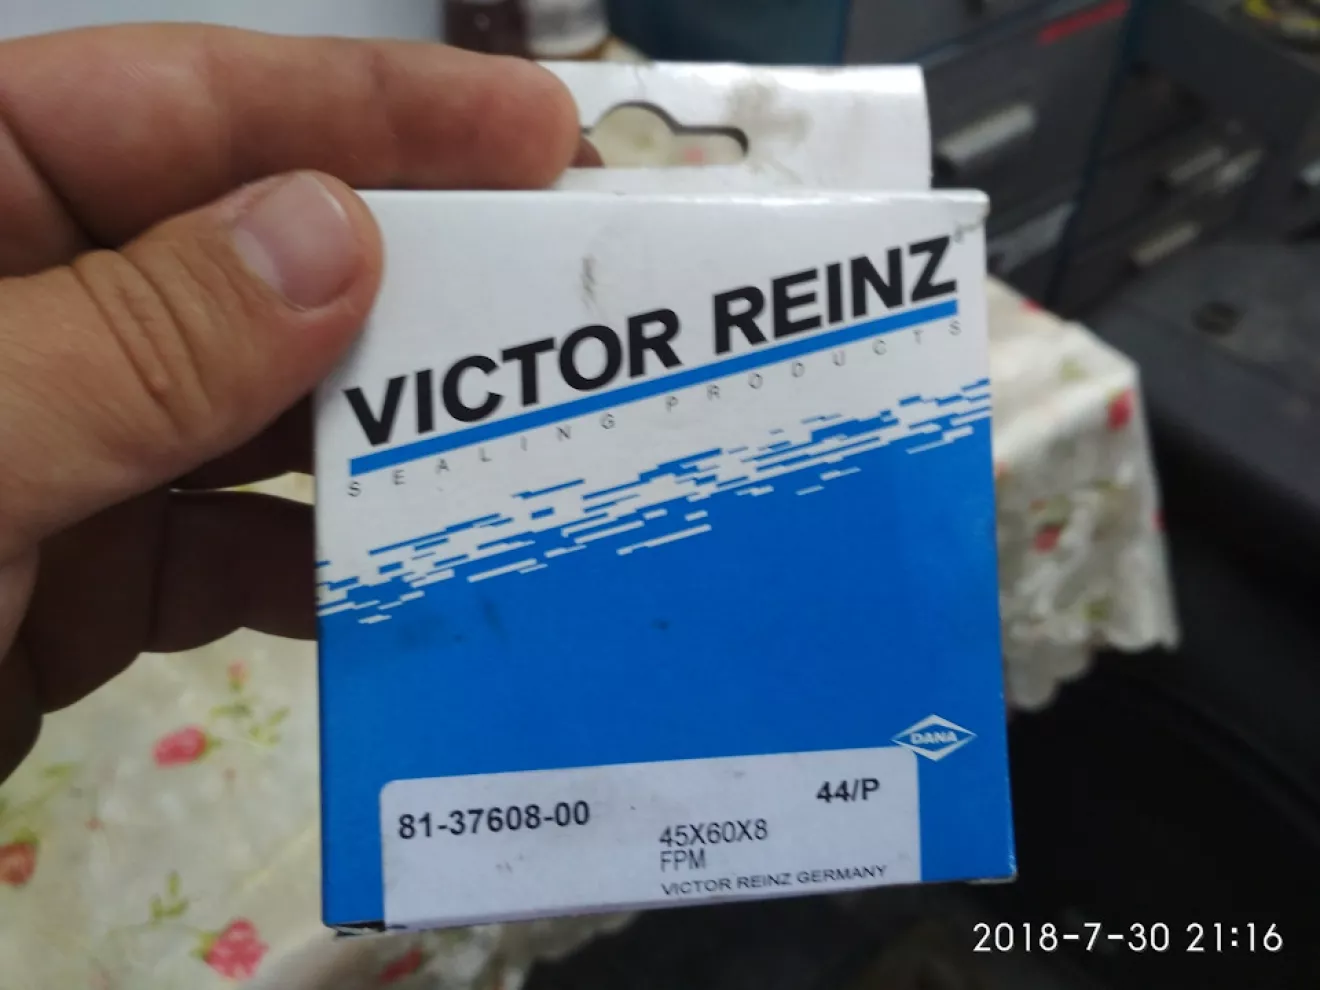 VICTOR REINZ
SEALING PRODUCTS
DANA
81-37608-00
44/P
45X60X8
FPM
VICTOR REINZ GERMANY
2018-7-30 21:16